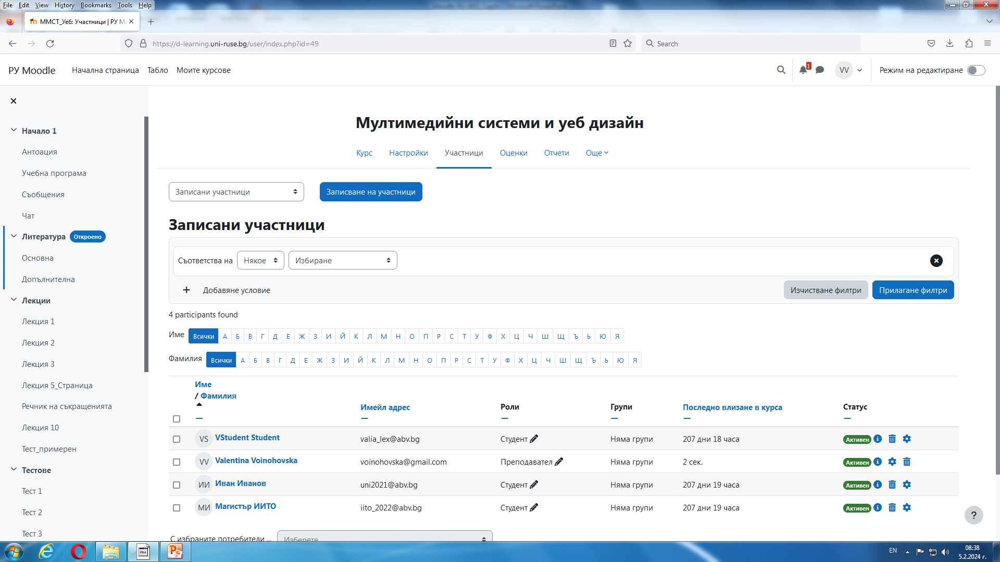 File Edit View History Bookmarks Tools Help
ММСТ_Уеб: Участници | РУ Мо
https://d-learning.uni-ruse.bg/user/index.php?id=49
Search
РУ Moodle Начална страница Табло Моите курсове 1 VV Режим на редактиране
Начало 1
Антоация
Учебна програма
Съобщения
Чат
Литература Откроено
Основна
Допълнителна
Лекции
Лекция 1
Лекция 2
Лекция 3
Лекция 5_Страница
Речник на съкращенията
Лекция 10
Тест_примерен
Тестове
Тест 1
Тест 2
Тест 3
Мултимедийни системи и уеб дизайн
Курс Настройки Участници Оценки Отчети Още
Записани участници Записване на участници
Записани участници
Съответства на Някое Избиране
Добавяне условие Изчистване филтри Прилагане филтри
4 participants found
Име Всички А Б В Г Д Е Ж З И Й К Л М Н О П Р С Т У Ф Х Ц Ч Ш Щ Ъ Ь Ю Я
Фамилия Всички А Б В Г Д Е Ж З И Й К Л М Н О П Р С Т У Ф Х Ц Ч Ш Щ Ъ Ь Ю Я
Име
/ Фамилия
Имейл адрес Роли Групи Последно влизане в курса Статус
VS VStudent Student valia_lex@abv.bg Студент Няма групи 207 дни 18 часа Активен
VV Valentina Voinohovska voinohovska@gmail.com Преподавател Няма групи 2 сек. Активен
ИИ Иван Иванов uni2021@abv.bg Студент Няма групи 207 дни 19 часа Активен
МИ Магистър ИИТО iito_2022@abv.bg Студент Няма групи 207 дни 19 часа Активен
С избраните потребители ... Изберете
?
EN 08:38
5.2.2024 г.